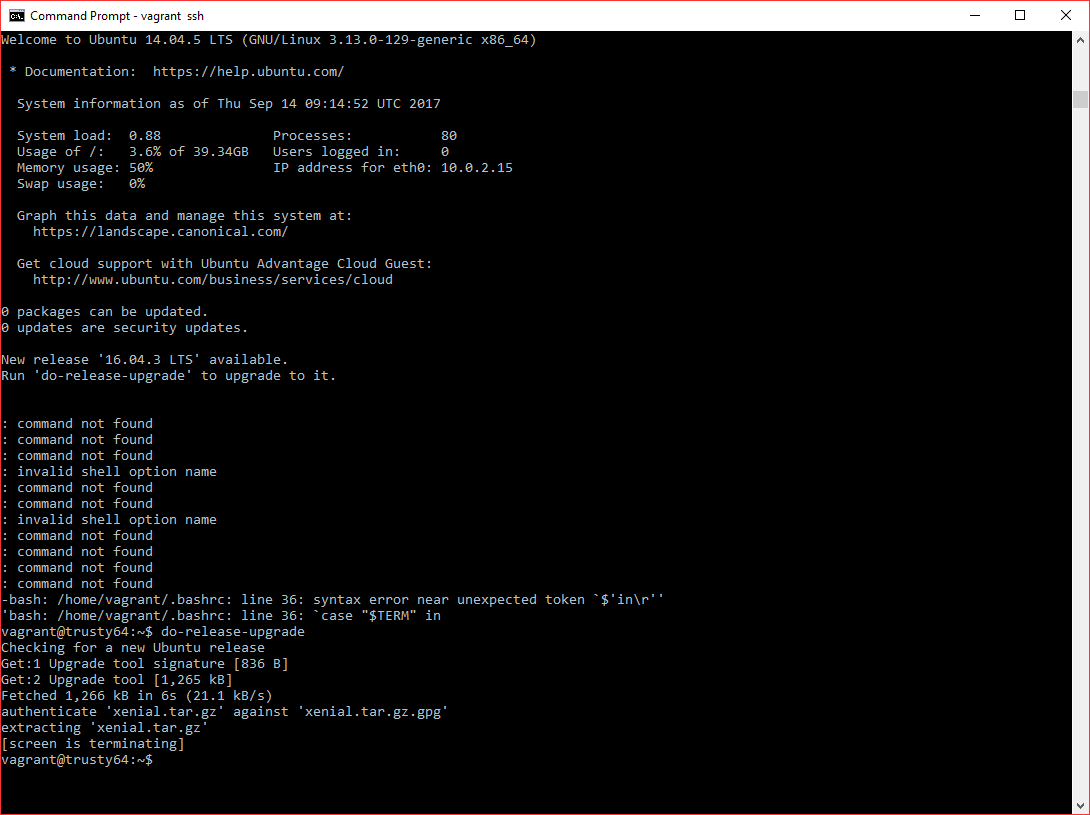 Command Prompt - vagrant ssh
Welcome to Ubuntu 14.04.5 LTS (GNU/Linux 3.13.0-129-generic x86_64)
* Documentation:  https://help.ubuntu.com/
System information as of Thu Sep 14 09:14:52 UTC 2017
System load:  0.88              Processes:           80
Usage of /:   3.6% of 39.34GB   Users logged in:     0
Memory usage: 50%               IP address for eth0: 10.0.2.15
Swap usage:   0%
Graph this data and manage this system at:
https://landscape.canonical.com/
Get cloud support with Ubuntu Advantage Cloud Guest:
http://www.ubuntu.com/business/services/cloud
0 packages can be updated.
0 updates are security updates.
New release '16.04.3 LTS' available.
Run 'do-release-upgrade' to upgrade to it.
: command not found
: command not found
: command not found
: invalid shell option name
: command not found
: command not found
: invalid shell option name
: command not found
: command not found
: command not found
: command not found
-bash: /home/vagrant/.bashrc: line 36: syntax error near unexpected token `$'in\r''
'bash: /home/vagrant/.bashrc: line 36: `case "$TERM" in
vagrant@trusty64:~$ do-release-upgrade
Checking for a new Ubuntu release
Get:1 Upgrade tool signature [836 B]
Get:2 Upgrade tool [1,265 kB]
Fetched 1,266 kB in 6s (21.1 kB/s)
authenticate 'xenial.tar.gz' against 'xenial.tar.gz.gpg'
extracting 'xenial.tar.gz'
[screen is terminating]
vagrant@trusty64:~$